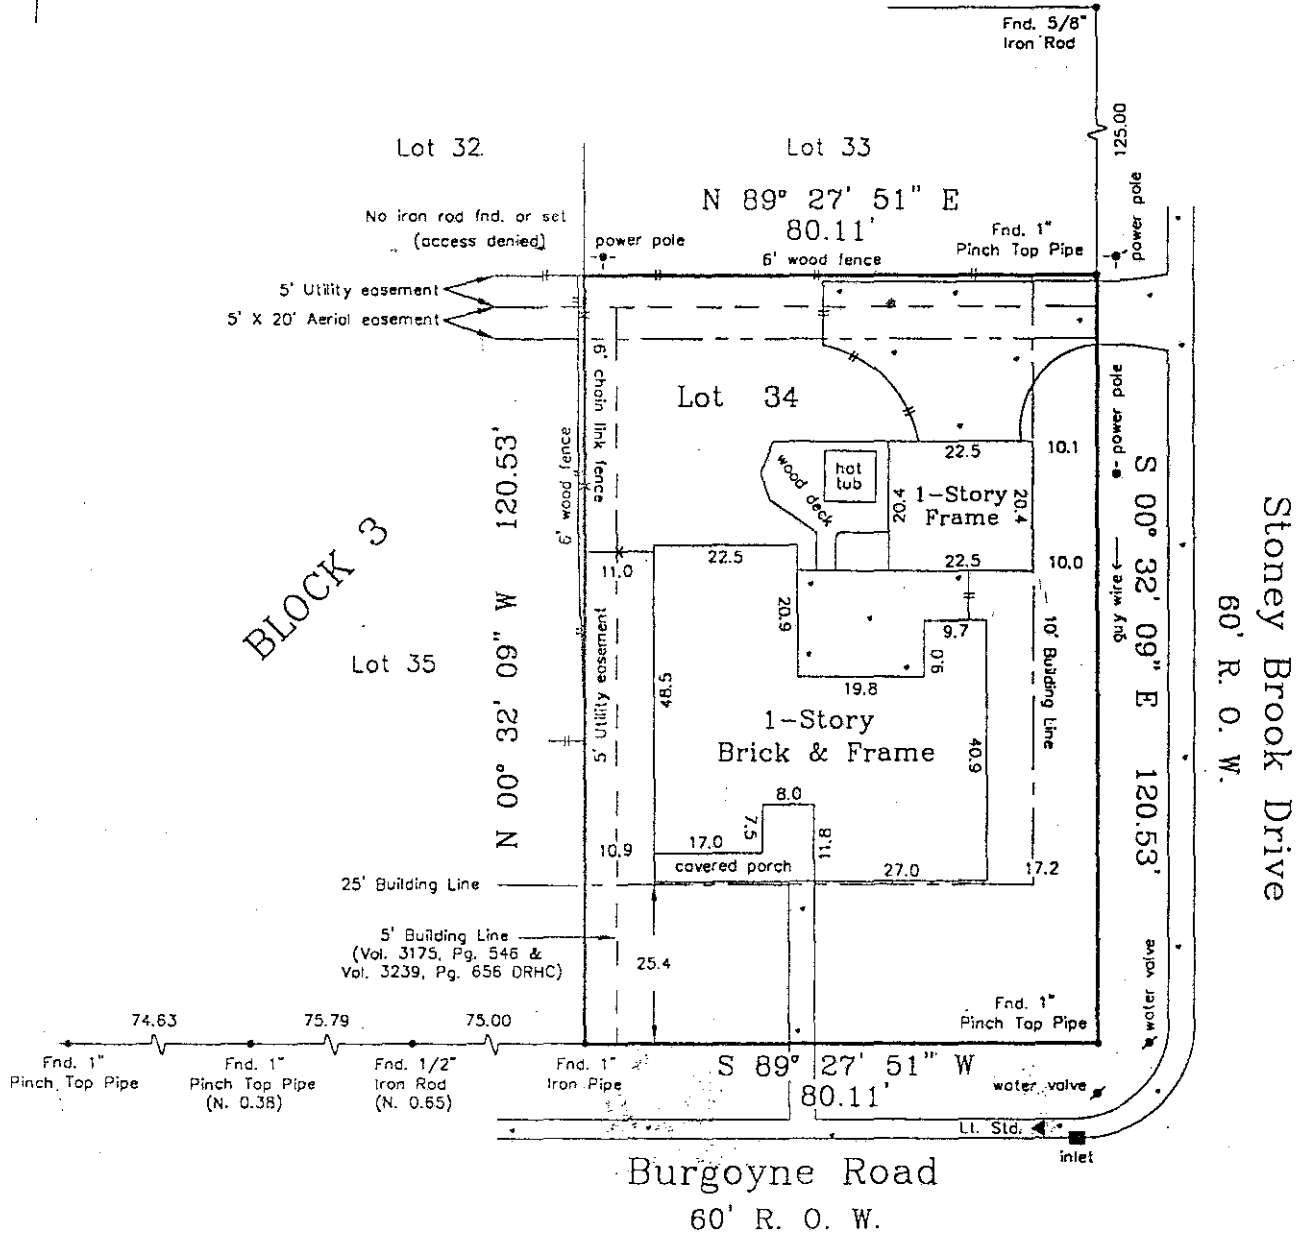 Fnd. 5/8"
Iron Rod
125.00
Lot 32
Lot 33
N 89° 27' 51" E
80.11'
No iron rod fnd. or set
(access denied)
power pole
6' wood fence
Fnd. 1"
Pinch Top Pipe
power pole
5' Utility easement
5' X 20' Aerial easement
6' chain link fence
6' wood fence
Lot 34
power pole
N 00° 32' 09" W 120.53'
BLOCK 3
Lot 35
wood deck
hot
tub
22.5
10.1
20.4
1-Story
Frame
20.4
22.5
10.0
22.5
11.0
20.9
9.7
9.0
19.8
guy wire
S 00° 32' 09" E 120.53'
Stoney Brook Drive
60' R. O. W.
5' Utility easement
48.5
10' Building Line
1-Story
Brick & Frame
40.9
8.0
7.5
11.8
17.0
10.9
covered porch
27.0
17.2
25' Building Line
5' Building Line
(Vol. 3175, Pg. 546 &
Vol. 3239, Pg. 656 DRHC)
25.4
water valve
Fnd. 1"
Pinch Top Pipe
74.63
75.79
75.00
Fnd. 1"
Pinch Top Pipe
Fnd. 1"
Pinch Top Pipe
(N. 0.38)
Fnd. 1/2"
Iron Rod
(N. 0.65)
Fnd. 1"
Iron Pipe
S 89° 27' 51" W
80.11'
water valve
Lt. Std.
inlet
Burgoyne Road
60' R. O. W.